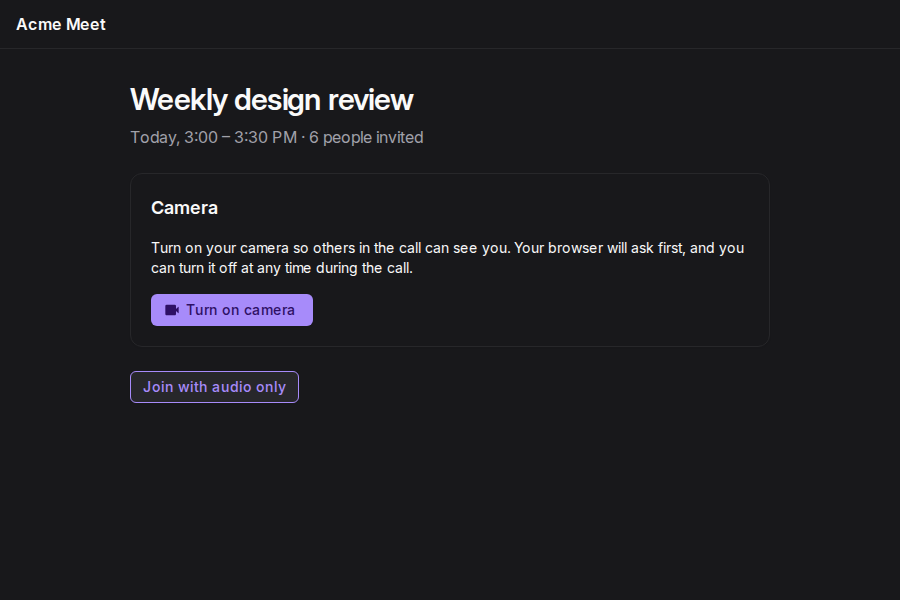 Acme Meet
Weekly design review
Today, 3:00 – 3:30 PM · 6 people invited
Camera
Turn on your camera so others in the call can see you. Your browser will ask first, and you
can turn it off at any time during the call.
Turn on camera
Join with audio only